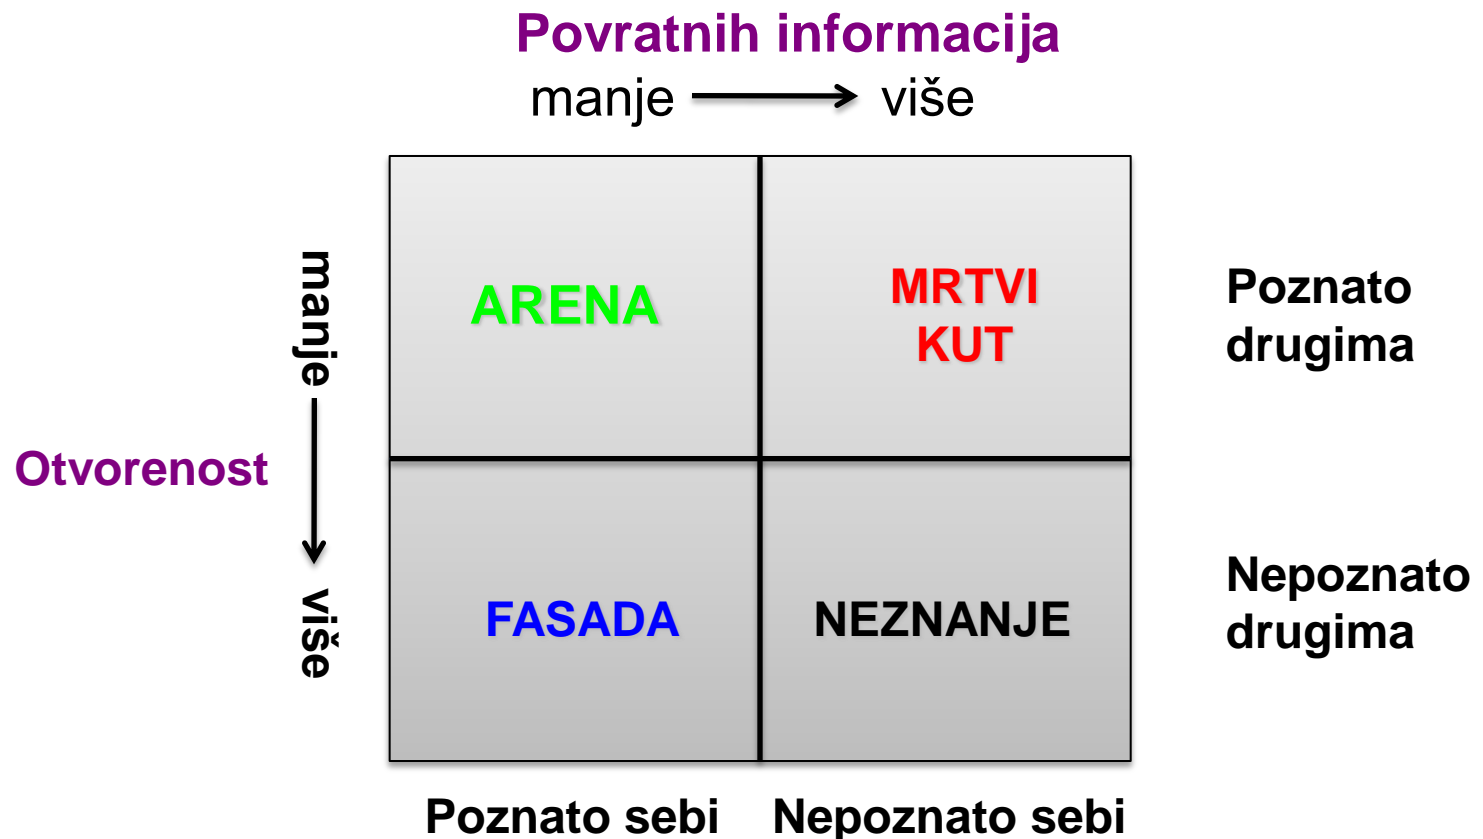 Povratnih informacija
manje više
manje
ARENA
MRTVI
KUT
Poznato
drugima
Otvorenost
više
FASADA
NEZNANJE
Nepoznato
drugima
Poznato sebi
Nepoznato sebi